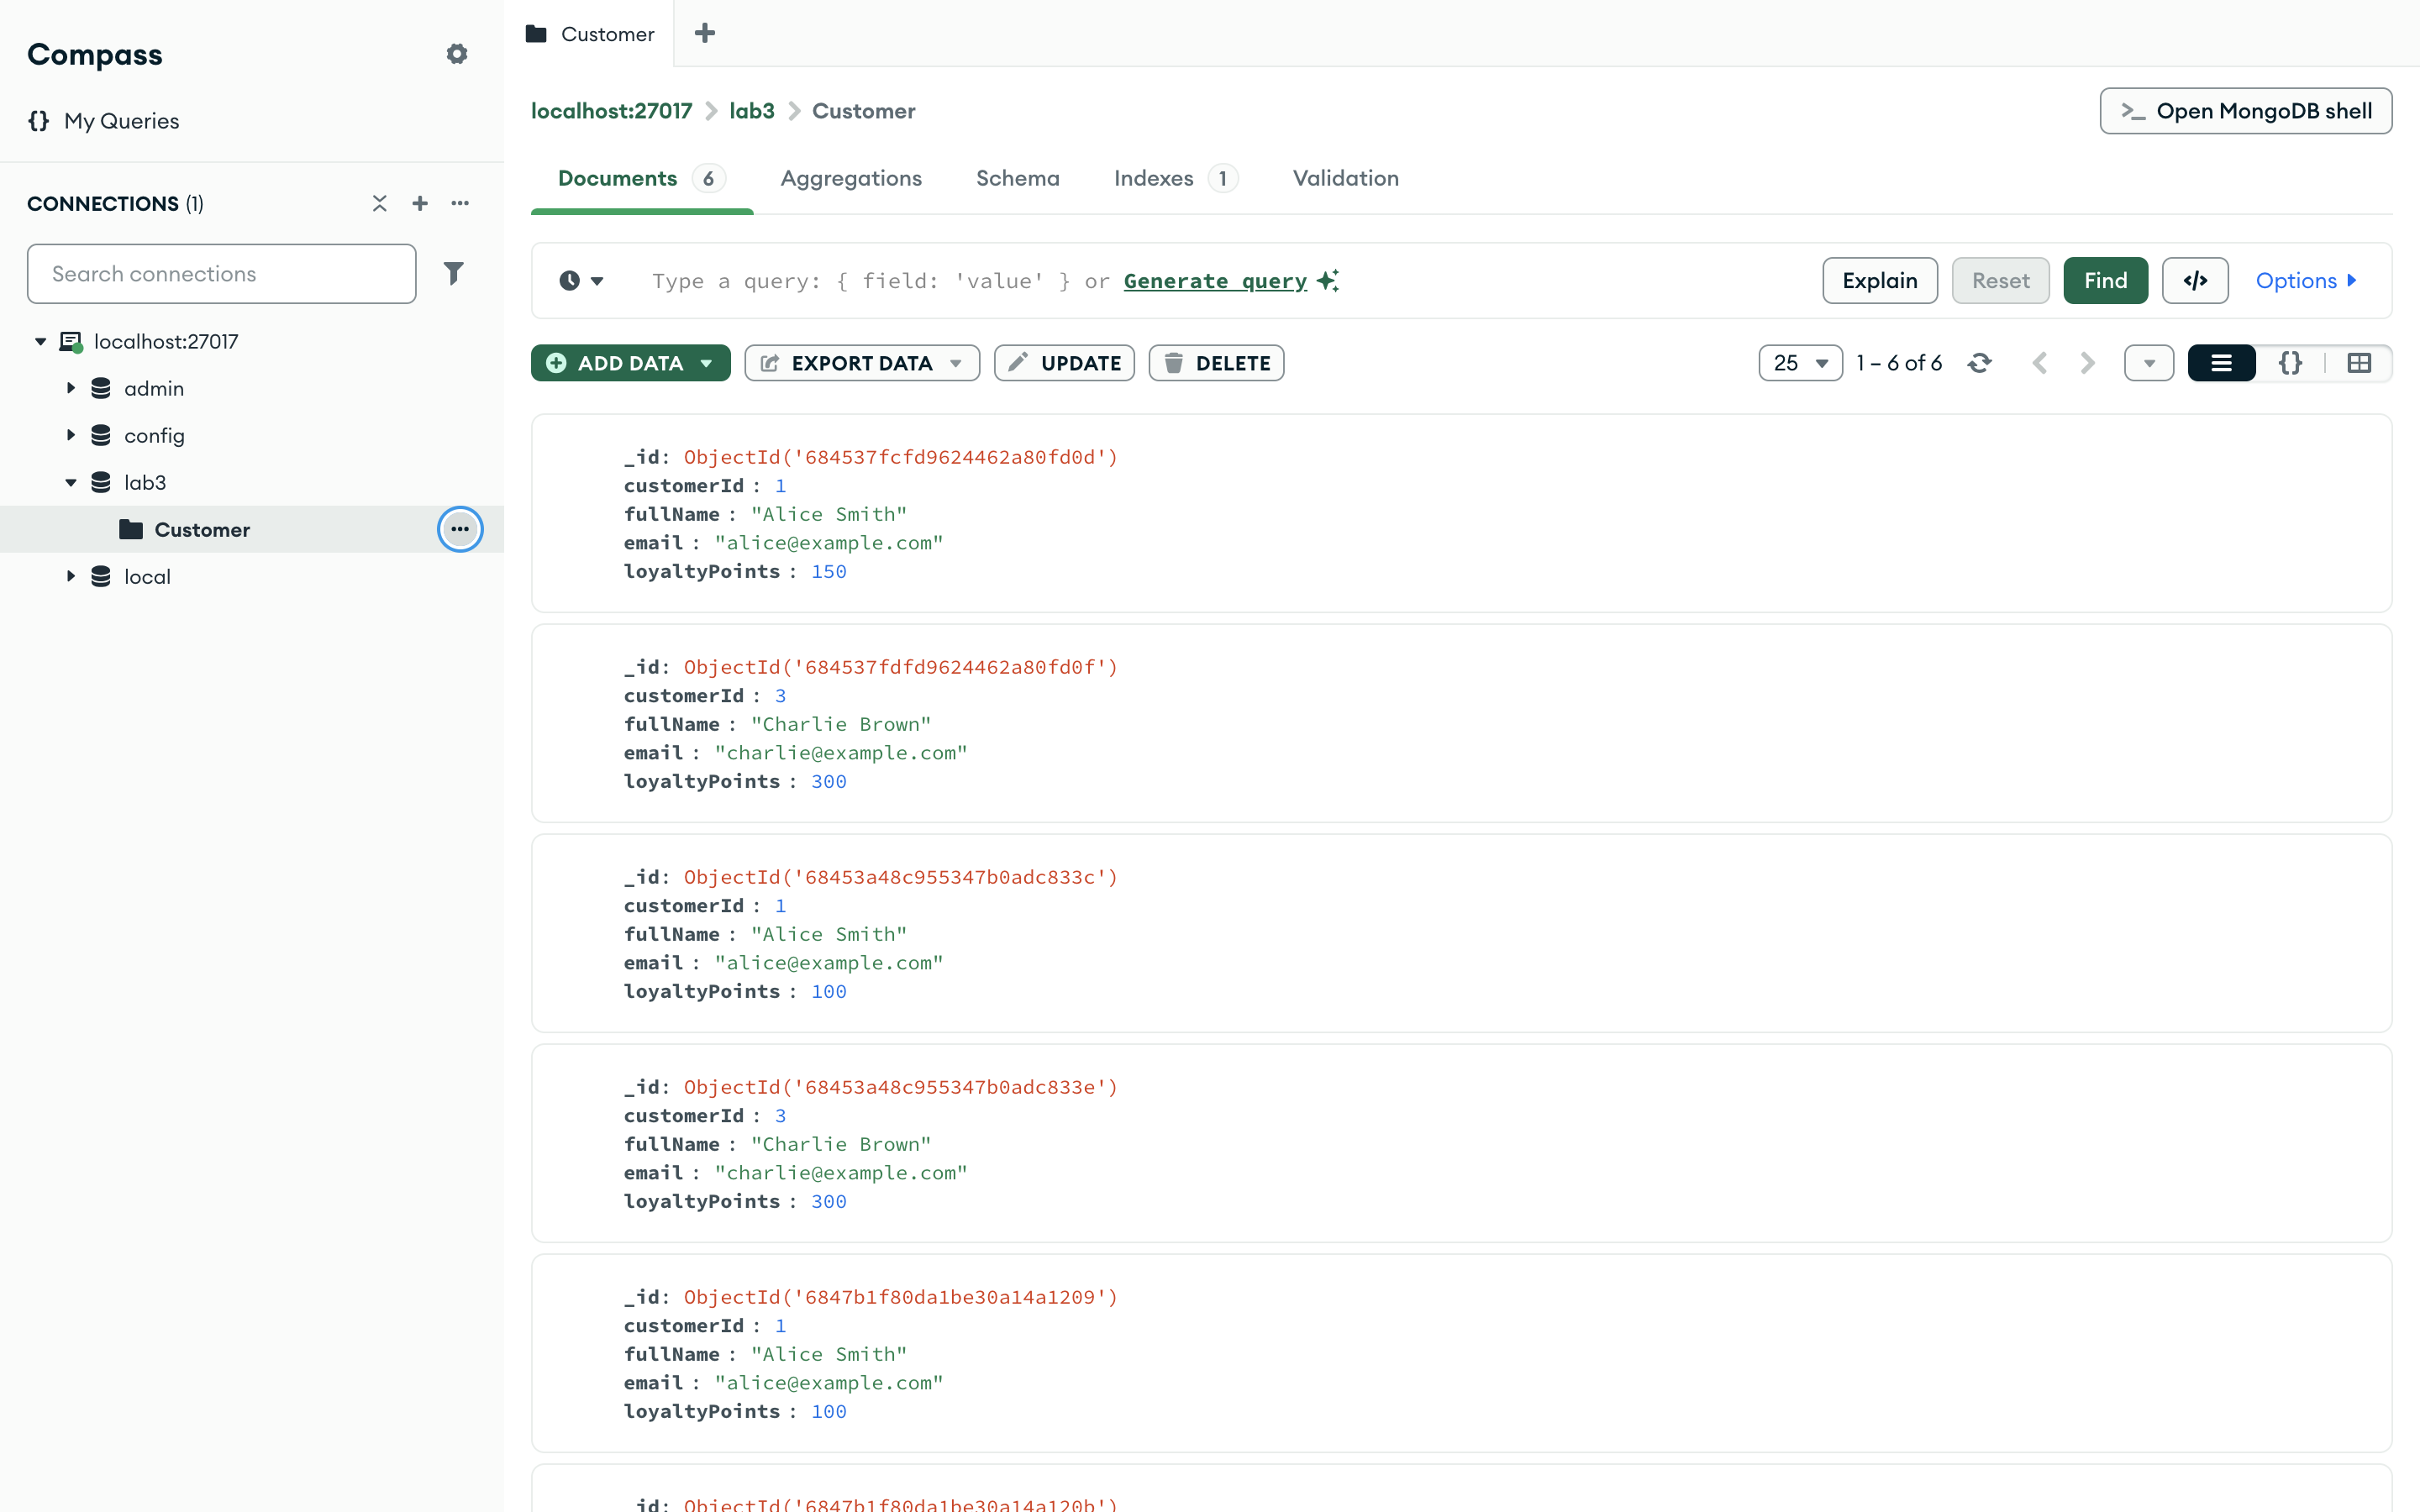 Compass
My Queries
CONNECTIONS (1)
Search connections
localhost:27017
admin
config
lab3
Customer
local
Customer
localhost:27017 > lab3 > Customer
>_ Open MongoDB shell
Documents 6 Aggregations Schema Indexes 1 Validation
Type a query: { field: 'value' } or Generate query
Explain Reset Find </> Options
ADD DATA EXPORT DATA UPDATE DELETE
25 1 – 6 of 6 {}
_id: ObjectId('684537fcfd9624462a80fd0d')
customerId : 1
fullName : "Alice Smith"
email : "alice@example.com"
loyaltyPoints : 150
_id: ObjectId('684537fdfd9624462a80fd0f')
customerId : 3
fullName : "Charlie Brown"
email : "charlie@example.com"
loyaltyPoints : 300
_id: ObjectId('68453a48c955347b0adc833c')
customerId : 1
fullName : "Alice Smith"
email : "alice@example.com"
loyaltyPoints : 100
_id: ObjectId('68453a48c955347b0adc833e')
customerId : 3
fullName : "Charlie Brown"
email : "charlie@example.com"
loyaltyPoints : 300
_id: ObjectId('6847b1f80da1be30a14a1209')
customerId : 1
fullName : "Alice Smith"
email : "alice@example.com"
loyaltyPoints : 100
_id: ObjectId('6847b1f80da1be30a14a120b')